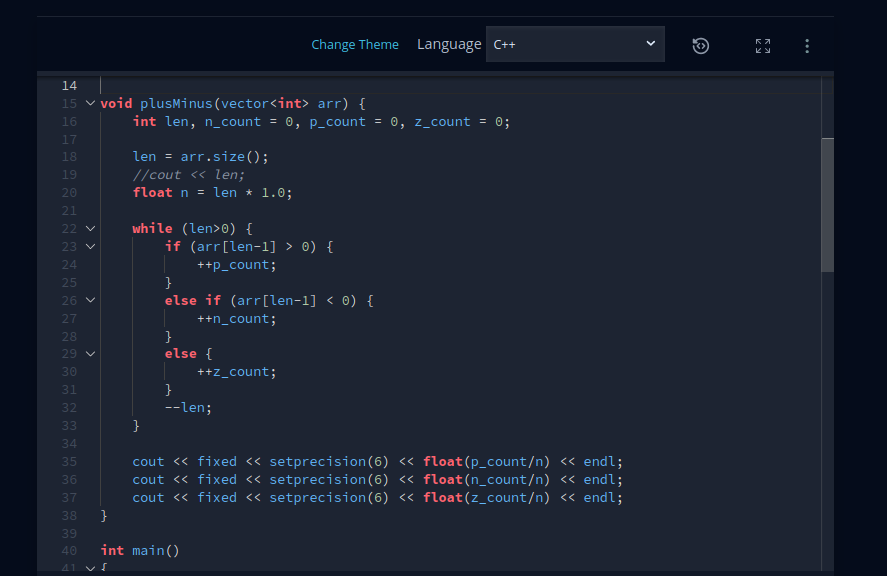 Change Theme Language C++
14
15 void plusMinus(vector<int> arr) {
16     int len, n_count = 0, p_count = 0, z_count = 0;
17
18     len = arr.size();
19     //cout << len;
20     float n = len * 1.0;
21
22     while (len>0) {
23         if (arr[len-1] > 0) {
24             ++p_count;
25         }
26         else if (arr[len-1] < 0) {
27             ++n_count;
28         }
29         else {
30             ++z_count;
31         }
32         --len;
33     }
34
35     cout << fixed << setprecision(6) << float(p_count/n) << endl;
36     cout << fixed << setprecision(6) << float(n_count/n) << endl;
37     cout << fixed << setprecision(6) << float(z_count/n) << endl;
38 }
39
40 int main()
41 {